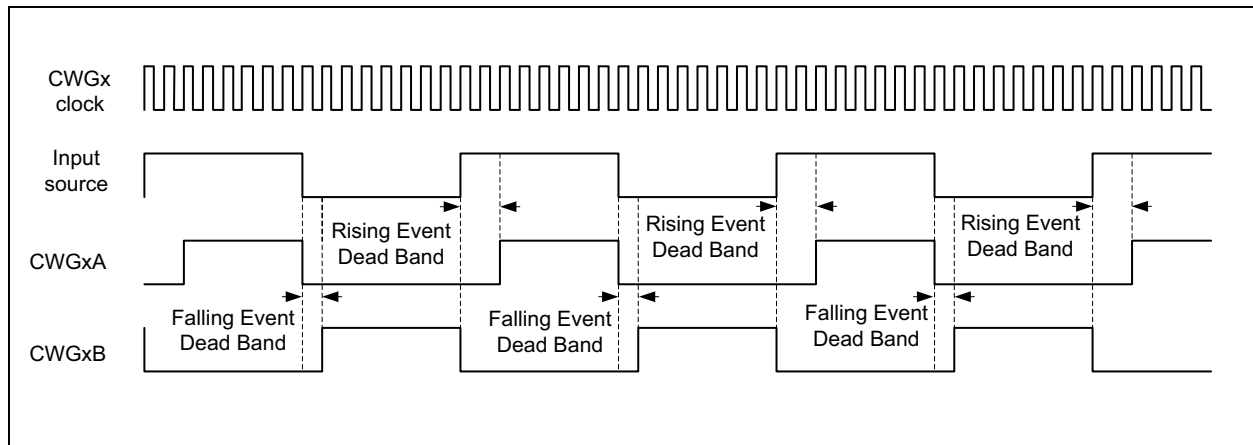 CWGx
clock
Input
source
Rising Event
Dead Band
Rising Event
Dead Band
Rising Event
Dead Band
CWGxA
Falling Event
Dead Band
Falling Event
Dead Band
Falling Event
Dead Band
CWGxB